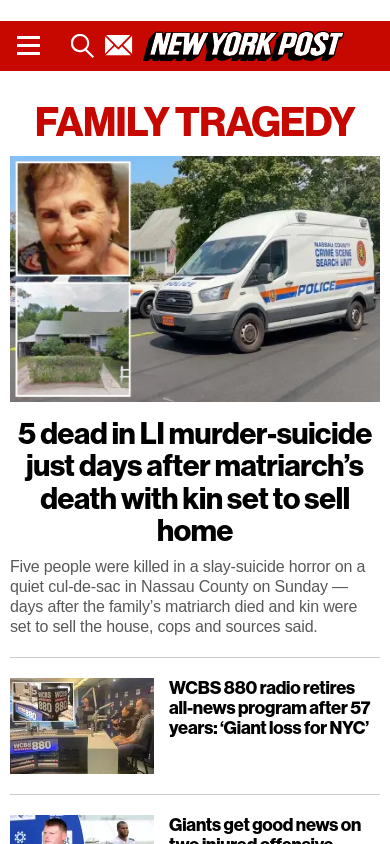 NEW YORK POST
FAMILY TRAGEDY
NASSAU COUNTY
CRIME SCENE
SEARCH UNIT
POLICE
POLICE
5 dead in LI murder-suicide
just days after matriarch’s
death with kin set to sell
home
Five people were killed in a slay-suicide horror on a
quiet cul-de-sac in Nassau County on Sunday —
days after the family’s matriarch died and kin were
set to sell the house, cops and sources said.
WCBS 880 radio retires
all-news program after 57
years: ‘Giant loss for NYC’
WCBS
880
WCBS 880
Giants get good news on
two injured offensive